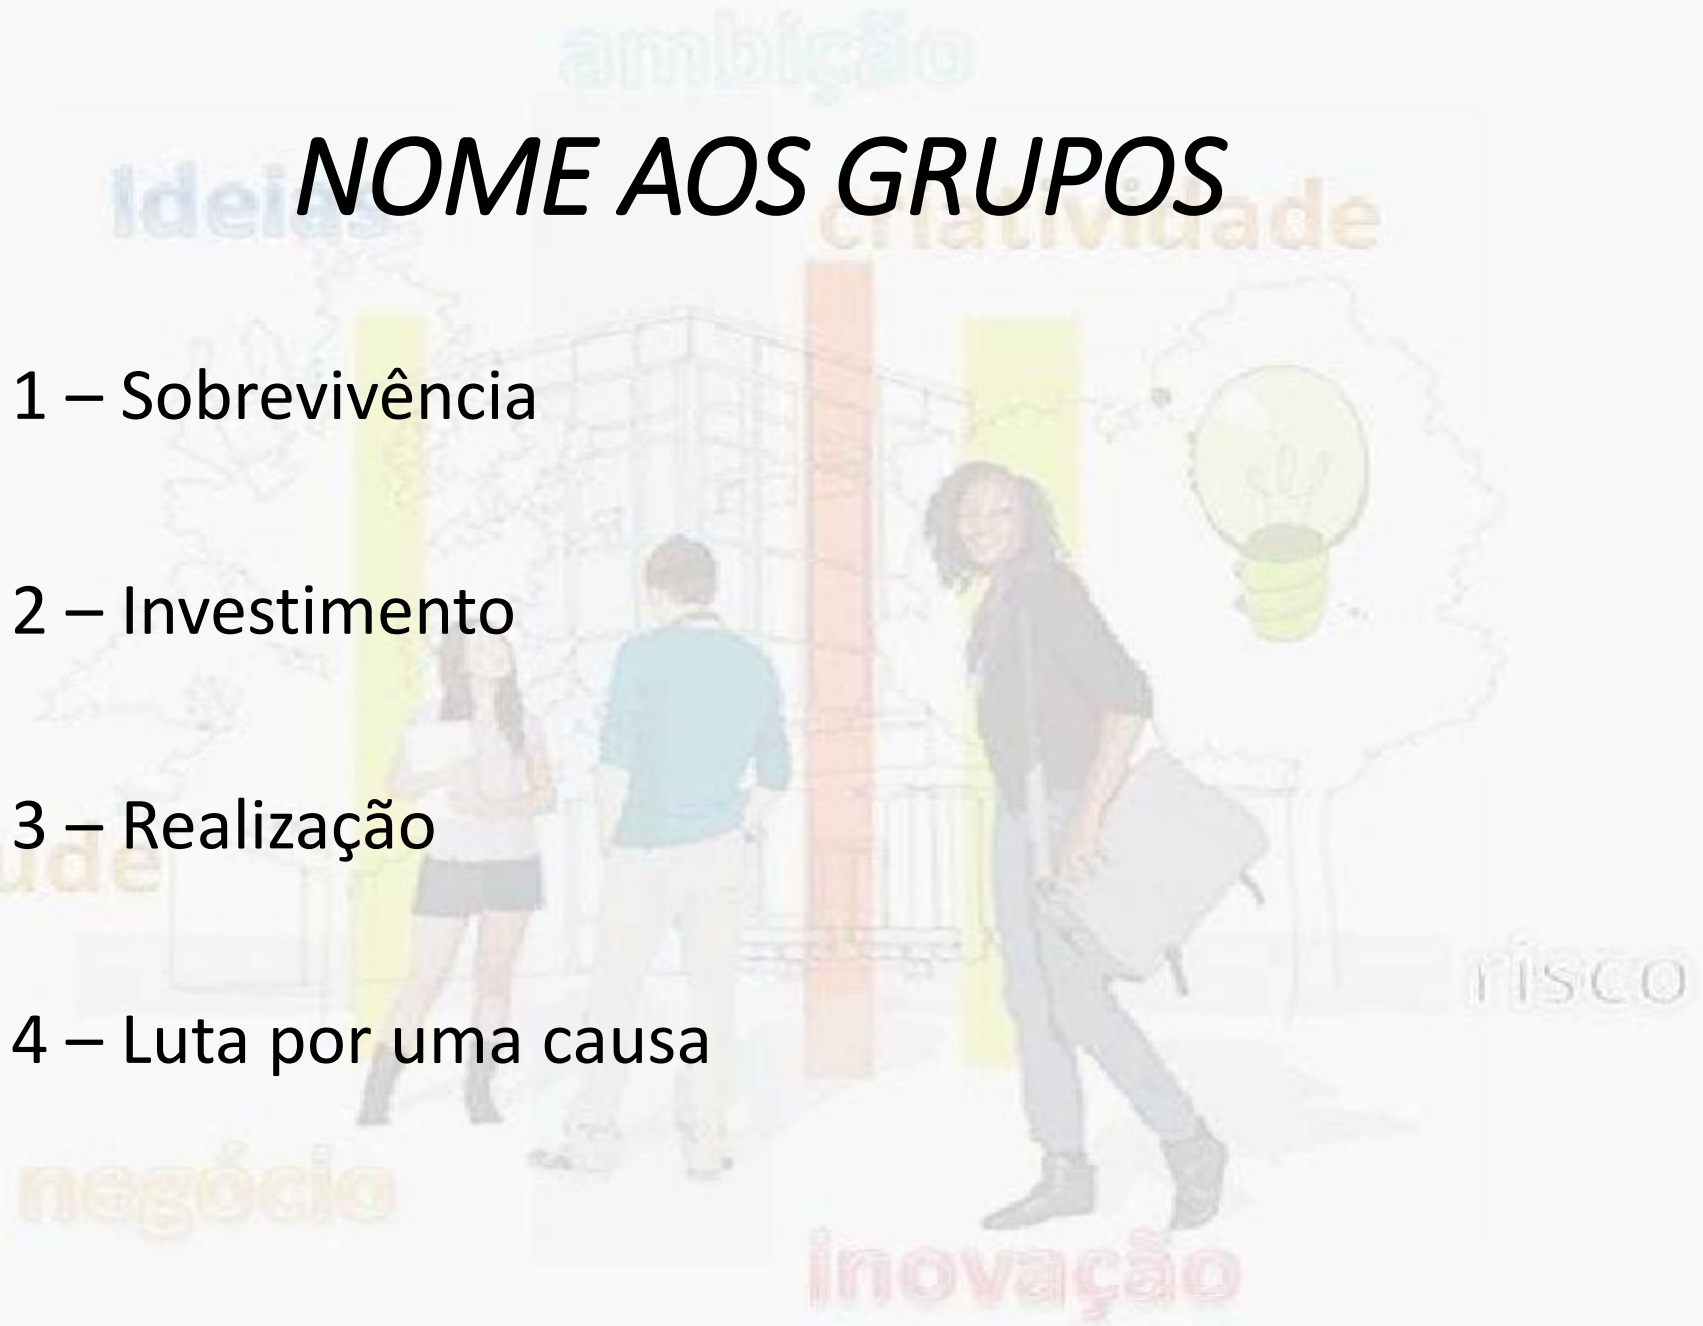 ambição
NOME AOS GRUPOS
Ideias
criatividade
1 – Sobrevivência
2 – Investimento
3 – Realização
ude
4 – Luta por uma causa
risco
negócio
inovação